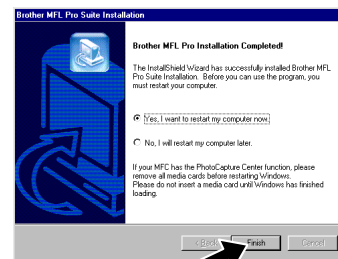 Brother MFL Pro Suite Installation
Brother MFL Pro Installation Completed!
The InstallShield Wizard has successfully installed Brother MFL
Pro Suite Installation. Before you can use the program, you
must restart your computer.
Yes, I want to restart my computer now.
No, I will restart my computer later.
If your MFC has the PhotoCapture Center function, please
remove all media cards before restarting Windows.
Please do not insert a media card until Windows has finished
loading.
< Back
Finish
Cancel